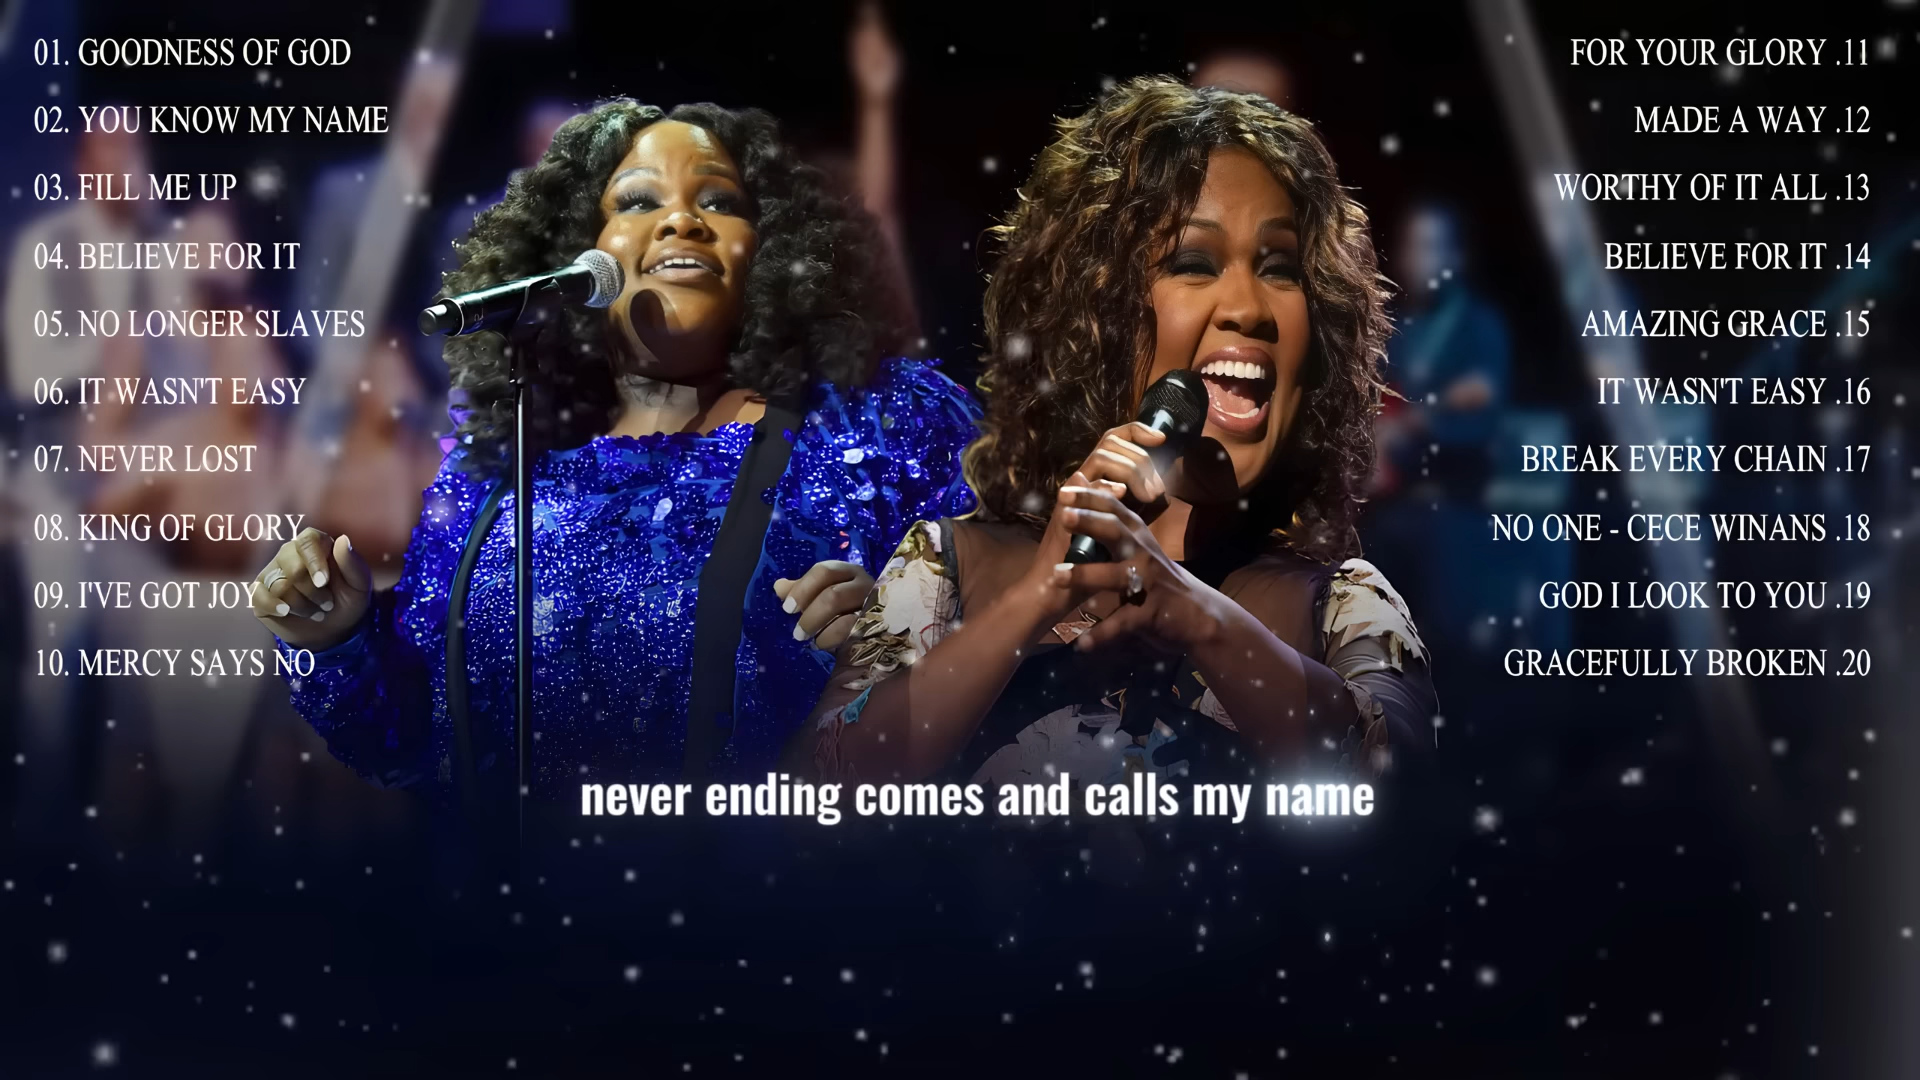 01. GOODNESS OF GOD
02. YOU KNOW MY NAME
03. FILL ME UP
04. BELIEVE FOR IT
05. NO LONGER SLAVES
06. IT WASN'T EASY
07. NEVER LOST
08. KING OF GLORY
09. I'VE GOT JOY
10. MERCY SAYS NO
FOR YOUR GLORY .11
MADE A WAY .12
WORTHY OF IT ALL .13
BELIEVE FOR IT .14
AMAZING GRACE .15
IT WASN'T EASY .16
BREAK EVERY CHAIN .17
NO ONE - CECE WINANS .18
GOD I LOOK TO YOU .19
GRACEFULLY BROKEN .20
never ending comes and calls my name